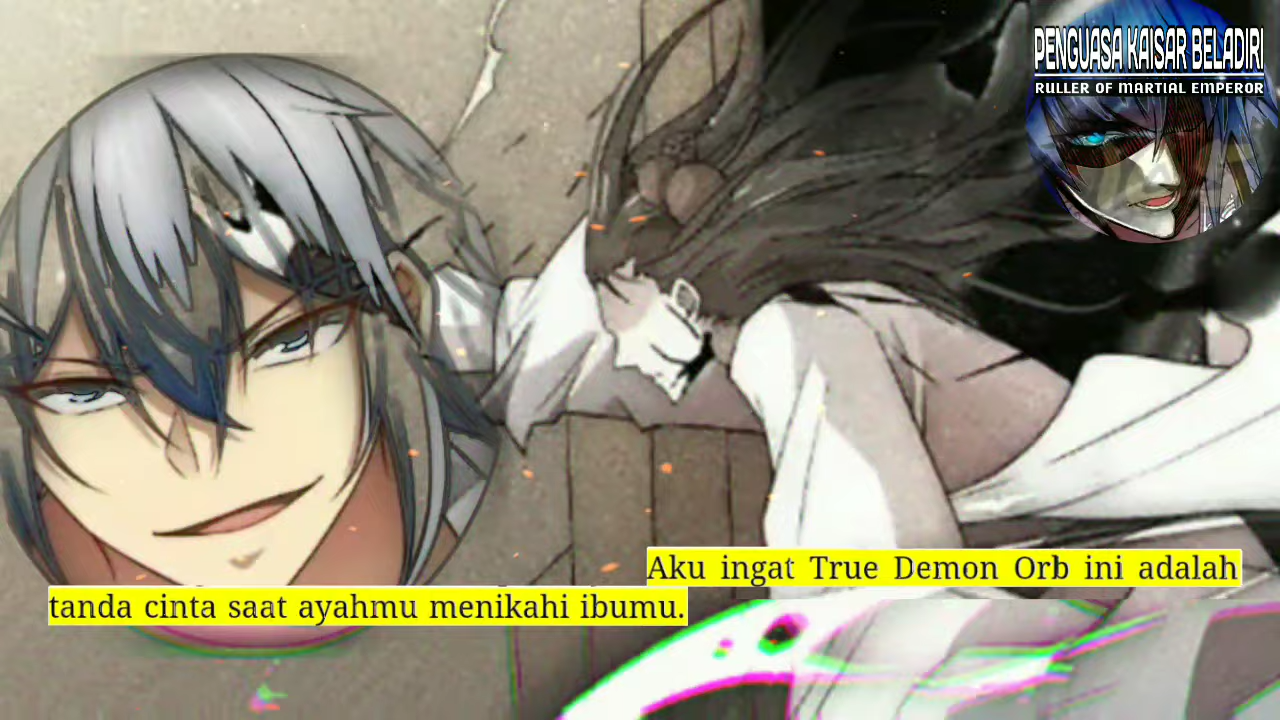 PENGUASA KAISAR BELADIRI
RULLER OF MARTIAL EMPEROR
Aku ingat True Demon Orb ini adalah
tanda cinta saat ayahmu menikahi ibumu.